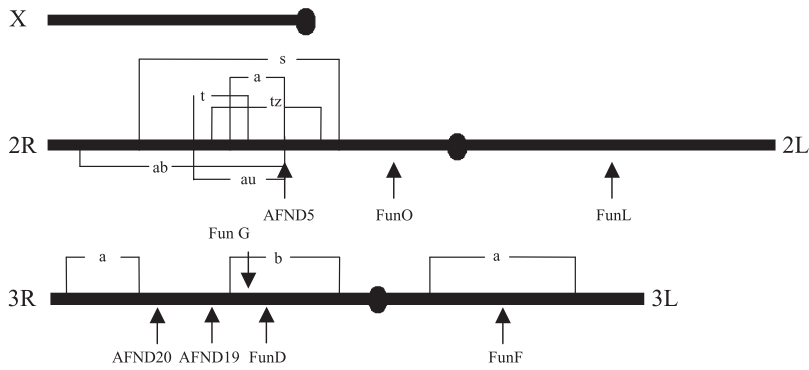 X
s
a
t
tz
2R 2L
ab
au
AFND5 FunO FunL
Fun G
a b a
3R 3L
AFND20 AFND19 FunD FunF